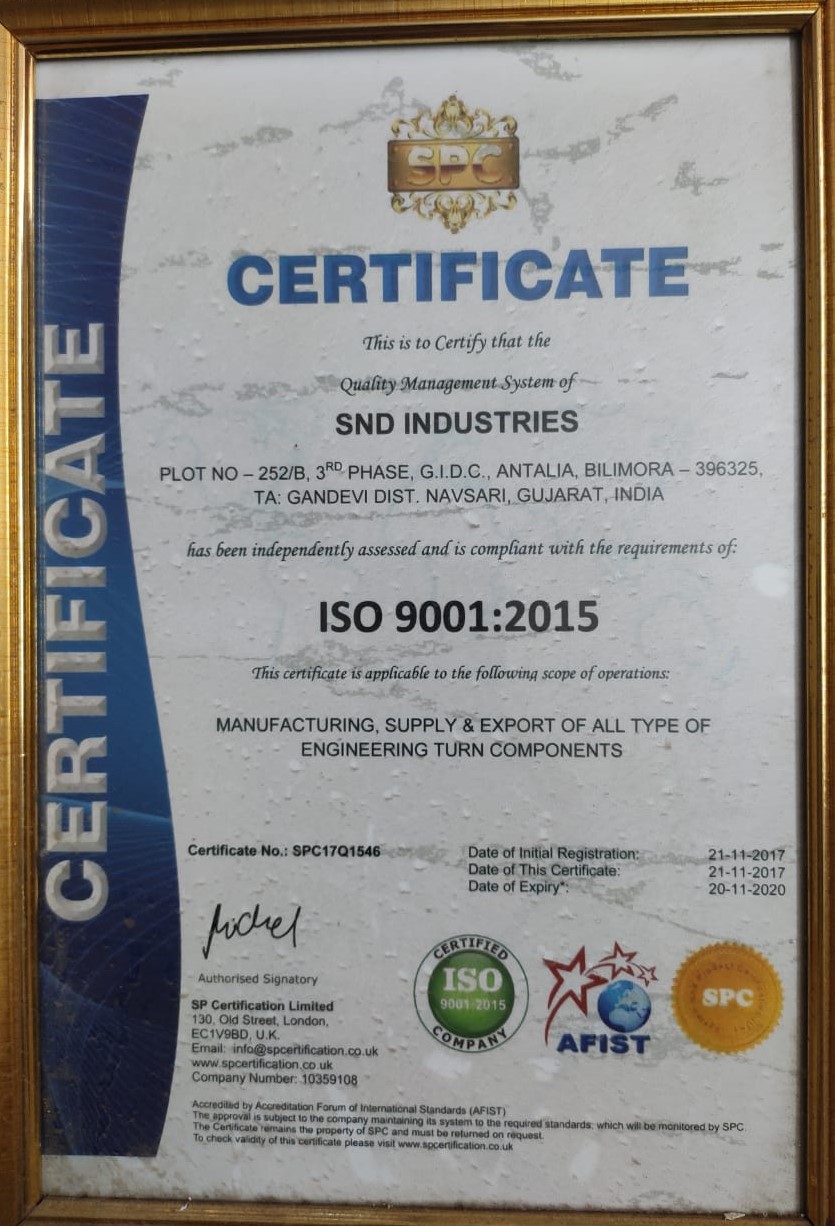 SPC
CERTIFICATE
CERTIFICATE
This is to Certify that the
Quality Management System of
SND INDUSTRIES
PLOT NO – 252/B, 3RD PHASE, G.I.D.C., ANTALIA, BILIMORA – 396325,
TA: GANDEVI DIST. NAVSARI, GUJARAT, INDIA
has been independently assessed and is compliant with the requirements of:
ISO 9001:2015
This certificate is applicable to the following scope of operations:
MANUFACTURING, SUPPLY & EXPORT OF ALL TYPE OF
ENGINEERING TURN COMPONENTS
Certificate No.: SPC17Q1546
Date of Initial Registration: 21-11-2017
Date of This Certificate: 21-11-2017
Date of Expiry*: 20-11-2020
Michel
Authorised Signatory
SP Certification Limited
130, Old Street, London,
EC1V9BD, U.K.
Email: info@spcertification.co.uk
www.spcertification.co.uk
Company Number: 10359108
CERTIFIED
ISO
9001:2015
COMPANY
AFIST
SPC
Accredited by Accreditation Forum of International Standards (AFIST)
The approval is subject to the company maintaining its system to the required standards; which will be monitored by SPC.
The Certificate remains the property of SPC and must be returned on request.
To check validity of this certificate please visit www.spcertification.co.uk